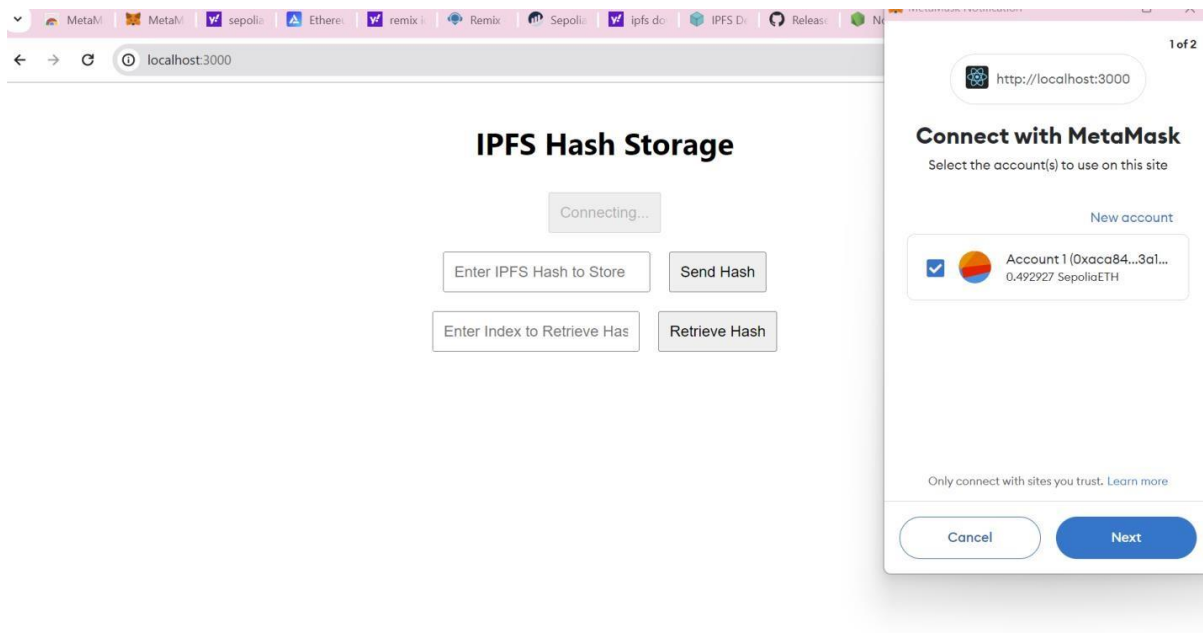 MetaM MetaM sepolia Ethere remix i Remix Sepolia ipfs do IPFS De Release
localhost:3000
IPFS Hash Storage
Connecting...
Enter IPFS Hash to Store Send Hash
Enter Index to Retrieve Has Retrieve Hash
MetaMask Notification
1 of 2
http://localhost:3000
Connect with MetaMask
Select the account(s) to use on this site
New account
Account 1 (0xaca84...3a1...
0.492927 SepoliaETH
Only connect with sites you trust. Learn more
Cancel Next